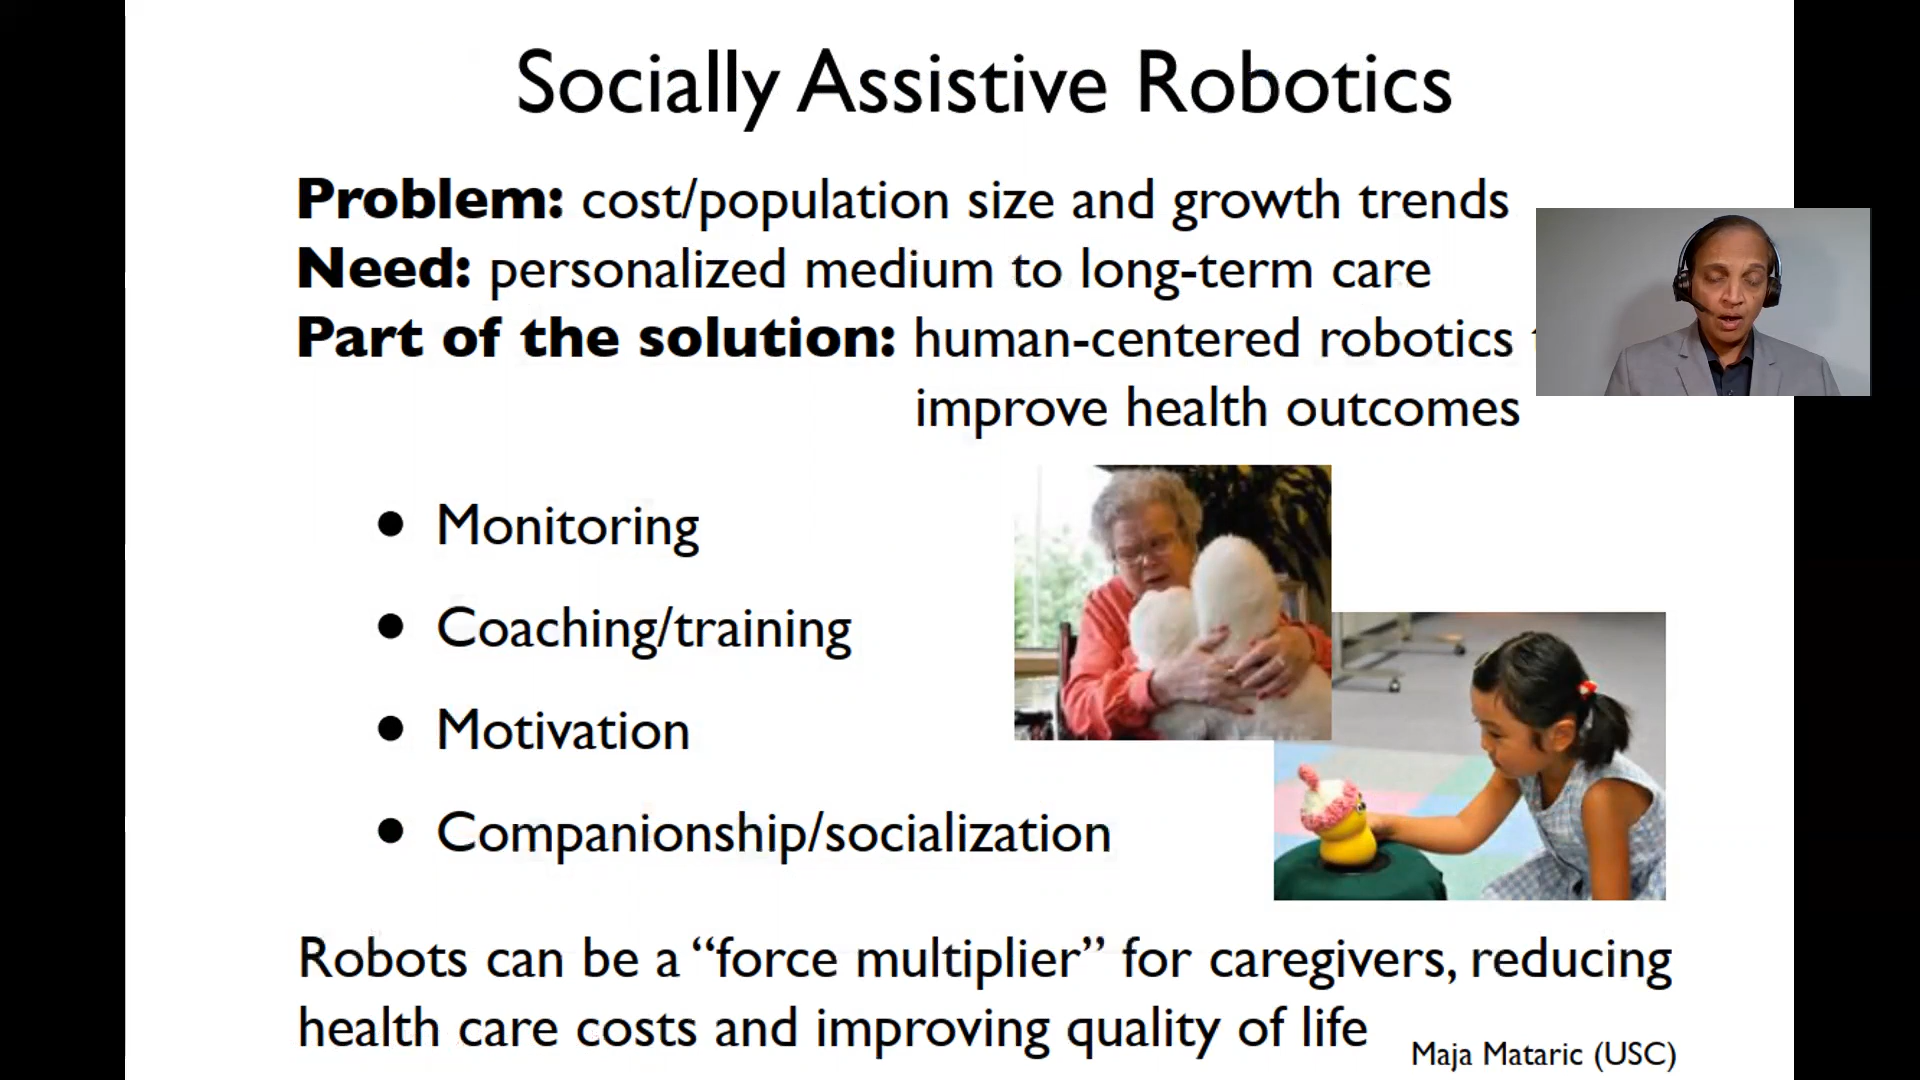 Socially Assistive Robotics
Problem: cost/population size and growth trends
Need: personalized medium to long-term care
Part of the solution: human-centered robotics
improve health outcomes
• Monitoring
• Coaching/training
• Motivation
• Companionship/socialization
Robots can be a “force multiplier” for caregivers, reducing
health care costs and improving quality of life
Maja Mataric (USC)